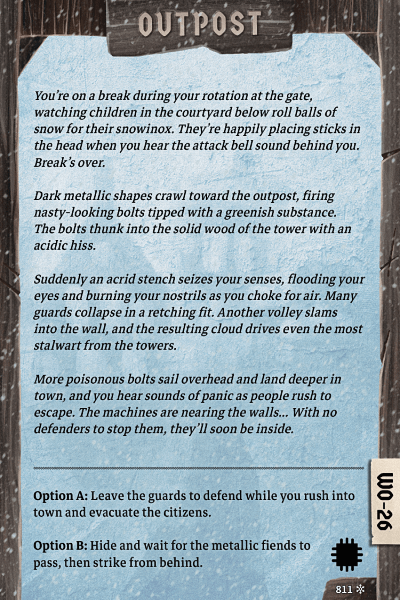 OUTPOST
You're on a break during your rotation at the gate,
watching children in the courtyard below roll balls of
snow for their snowinox. They're happily placing sticks in
the head when you hear the attack bell sound behind you.
Break's over.
Dark metallic shapes crawl toward the outpost, firing
nasty-looking bolts tipped with a greenish substance.
The bolts thunk into the solid wood of the tower with an
acidic hiss.
Suddenly an acrid stench seizes your senses, flooding your
eyes and burning your nostrils as you choke for air. Many
guards collapse in a retching fit. Another volley slams
into the wall, and the resulting cloud drives even the most
stalwart from the towers.
More poisonous bolts sail overhead and land deeper in
town, and you hear sounds of panic as people rush to
escape. The machines are nearing the walls... With no
defenders to stop them, they'll soon be inside.
Option A: Leave the guards to defend while you rush into
town and evacuate the citizens.
Option B: Hide and wait for the metallic fiends to
pass, then strike from behind.
WO-26
811